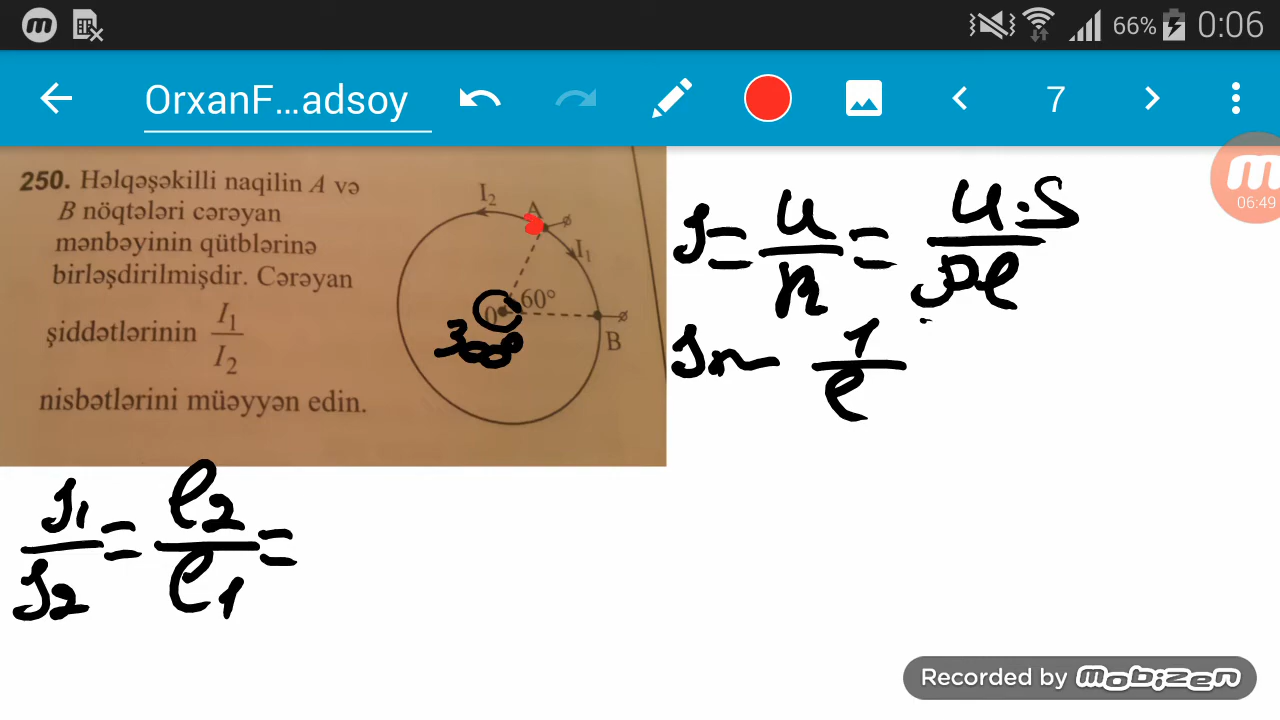 66% 0:06
OrxanF...adsoy 7
06:49
250. Həlqəşəkilli naqilin A və
B nöqtələri cərəyan
mənbəyinin qütblərinə
birləşdirilmişdir. Cərəyan
şiddətlərinin I₁/I₂
nisbətlərini müəyyən edin.
I₂ A
I₁
O 60°
B
300°
I = U/R = U·S/ρl
I ~ 1/l
I₁/I₂ = l₂/l₁ =
Recorded by mobizen